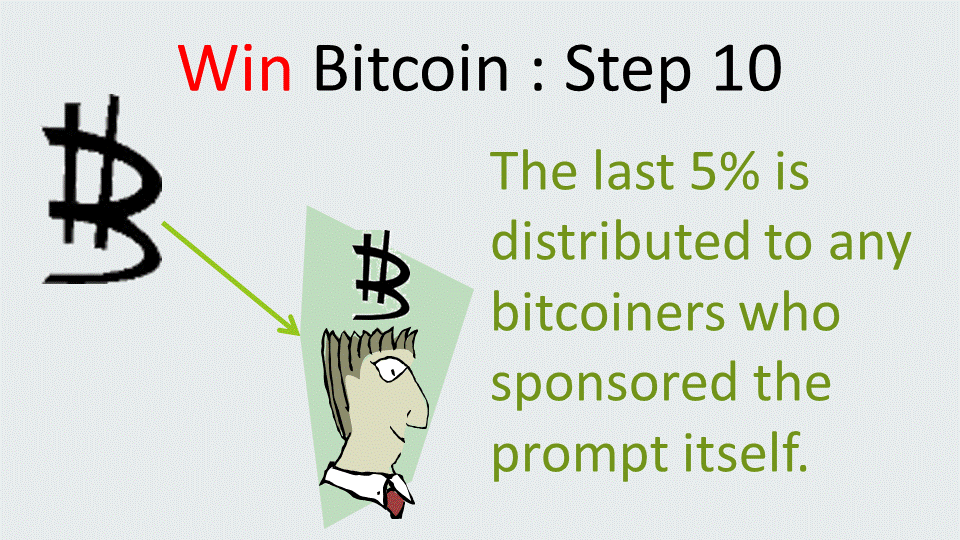 Win Bitcoin : Step 10
The last 5% is
distributed to any
bitcoiners who
sponsored the
prompt itself.